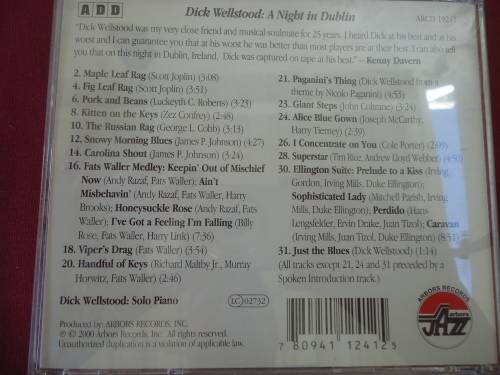 ADD
Dick Wellstood: A Night in Dublin
"Dick Wellstood was my very close friend and musical soulmate for 25 years. I heard Dick at his best and at his
worst and I can guarantee you that at his worst he was better than most players are at their best. I can also tell
you that on this night in Dublin, Ireland, Dick was captured on tape at his best." – Kenny Davern
2. Maple Leaf Rag (Scott Joplin) (3:08)
4. Fig Leaf Rag (Scott Joplin) (3:51)
6. Pork and Beans (Luckeyth C. Roberts) (3:23)
8. Kitten on the Keys (Zez Confrey) (2:48)
10. The Russian Rag (George L. Cobb) (3:13)
12. Snowy Morning Blues (James P. Johnson) (4:27)
14. Carolina Shout (James P. Johnson) (3:24)
16. Fats Waller Medley: Keepin' Out of Mischief
Now (Andy Razaf, Fats Waller); Ain't
Misbehavin' (Andy Razaf, Fats Waller, Harry
Brooks); Honeysuckle Rose (Andy Razaf, Fats
Waller); I've Got a Feeling I'm Falling (Billy
Rose, Fats Waller, Harry Link) (7:36)
18. Viper's Drag (Fats Waller) (3:54)
20. Handful of Keys (Richard Maltby Jr., Murray
Horwitz, Fats Waller) (2:46)
21. Paganini's Thing (Dick Wellstood from a
theme by Nicolo Paganini) (4:53)
23. Giant Steps (John Coltrane) (3:24)
24. Alice Blue Gown (Joseph McCarthy,
Harry Tierney) (2:39)
26. I Concentrate on You (Cole Porter)
28. Superstar (Tim Rice, Andrew Lloyd Webber)
30. Ellington Suite: Prelude to a Kiss (Irving
Gordon, Irving Mills, Duke Ellington);
Sophisticated Lady (Mitchell Parish, Irving
Mills, Duke Ellington); Perdido (Hans
Lengsfelder, Ervin Drake, Juan Tizol); Caravan
(Irving Mills, Juan Tizol, Duke Ellington) (8:51)
31. Just the Blues (Dick Wellstood) (1:14)
(All tracks except 21, 24 and 31 preceded by a
Spoken Introduction track.)
Dick Wellstood: Solo Piano
LC 02732
Produced by: ARBORS RECORDS, INC.
℗ © 2000 Arbors Records, Inc. All rights reserved.
Unauthorized duplication is a violation of applicable law.
7 80941 12412 5
ARBORS RECORDS
Arbors
JAZZ